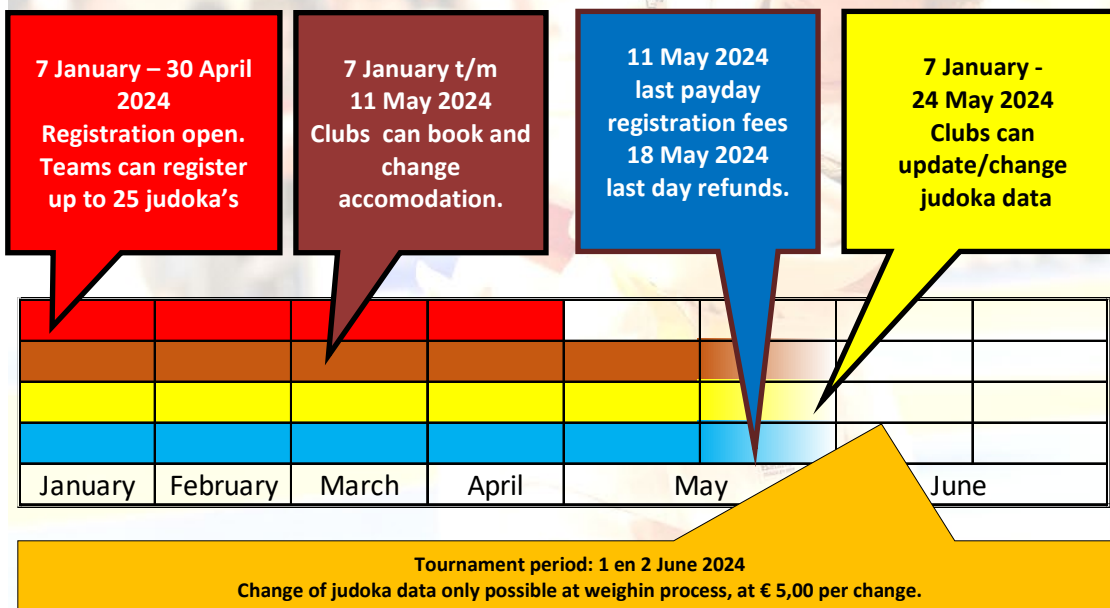 7 January – 30 April
2024
Registration open.
Teams can register
up to 25 judoka’s
7 January t/m
11 May 2024
Clubs can book and
change
accomodation.
11 May 2024
last payday
registration fees
18 May 2024
last day refunds.
7 January -
24 May 2024
Clubs can
update/change
judoka data
January February March April May June
Tournament period: 1 en 2 June 2024
Change of judoka data only possible at weighin process, at € 5,00 per change.